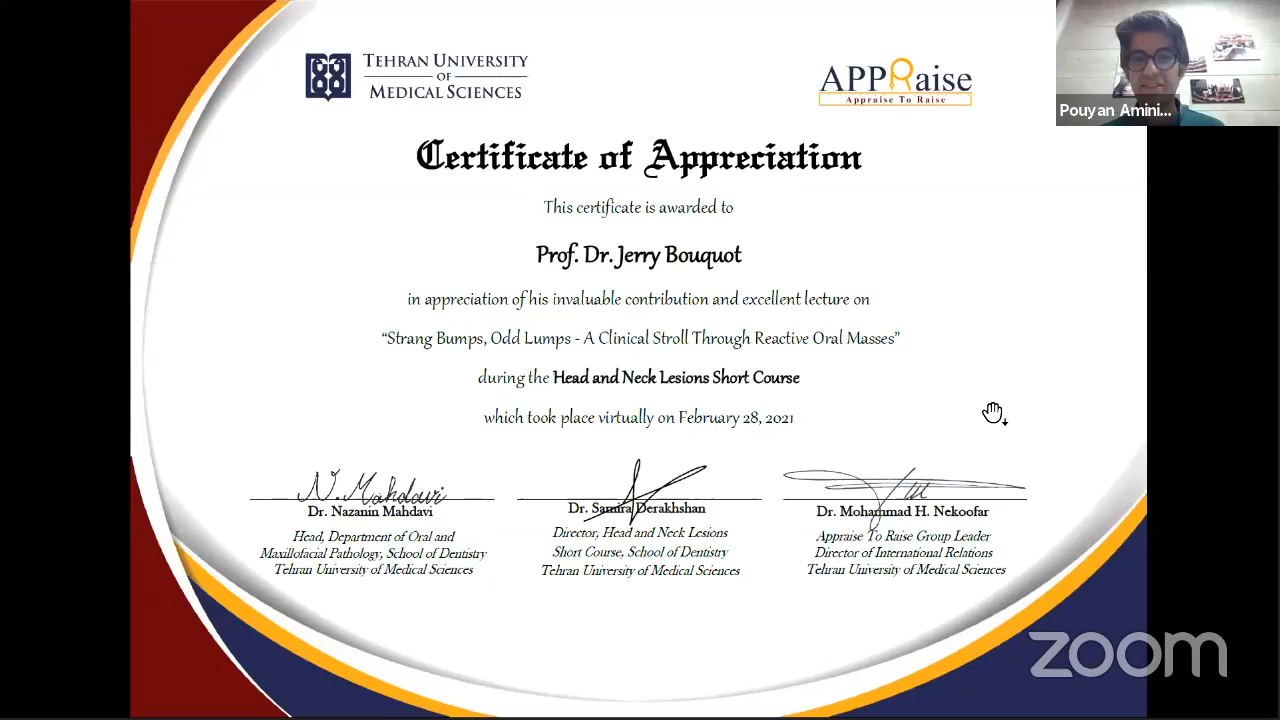 TEHRAN UNIVERSITY
OF
MEDICAL SCIENCES
APPRaise
Appraise To Raise
Pouyan Amini...
Certificate of Appreciation
This certificate is awarded to
Prof. Dr. Jerry Bouquot
in appreciation of his invaluable contribution and excellent lecture on
“Strang Bumps, Odd Lumps - A Clinical Stroll Through Reactive Oral Masses”
during the Head and Neck Lesions Short Course
which took place virtually on February 28, 2021
N. Mahdavi
Dr. Nazanin Mahdavi
Head, Department of Oral and
Maxillofacial Pathology, School of Dentistry
Tehran University of Medical Sciences
Dr. Samira Derakhshan
Director, Head and Neck Lesions
Short Course, School of Dentistry
Tehran University of Medical Sciences
Dr. Mohammad H. Nekoofar
Appraise To Raise Group Leader
Director of International Relations
Tehran University of Medical Sciences
zoom